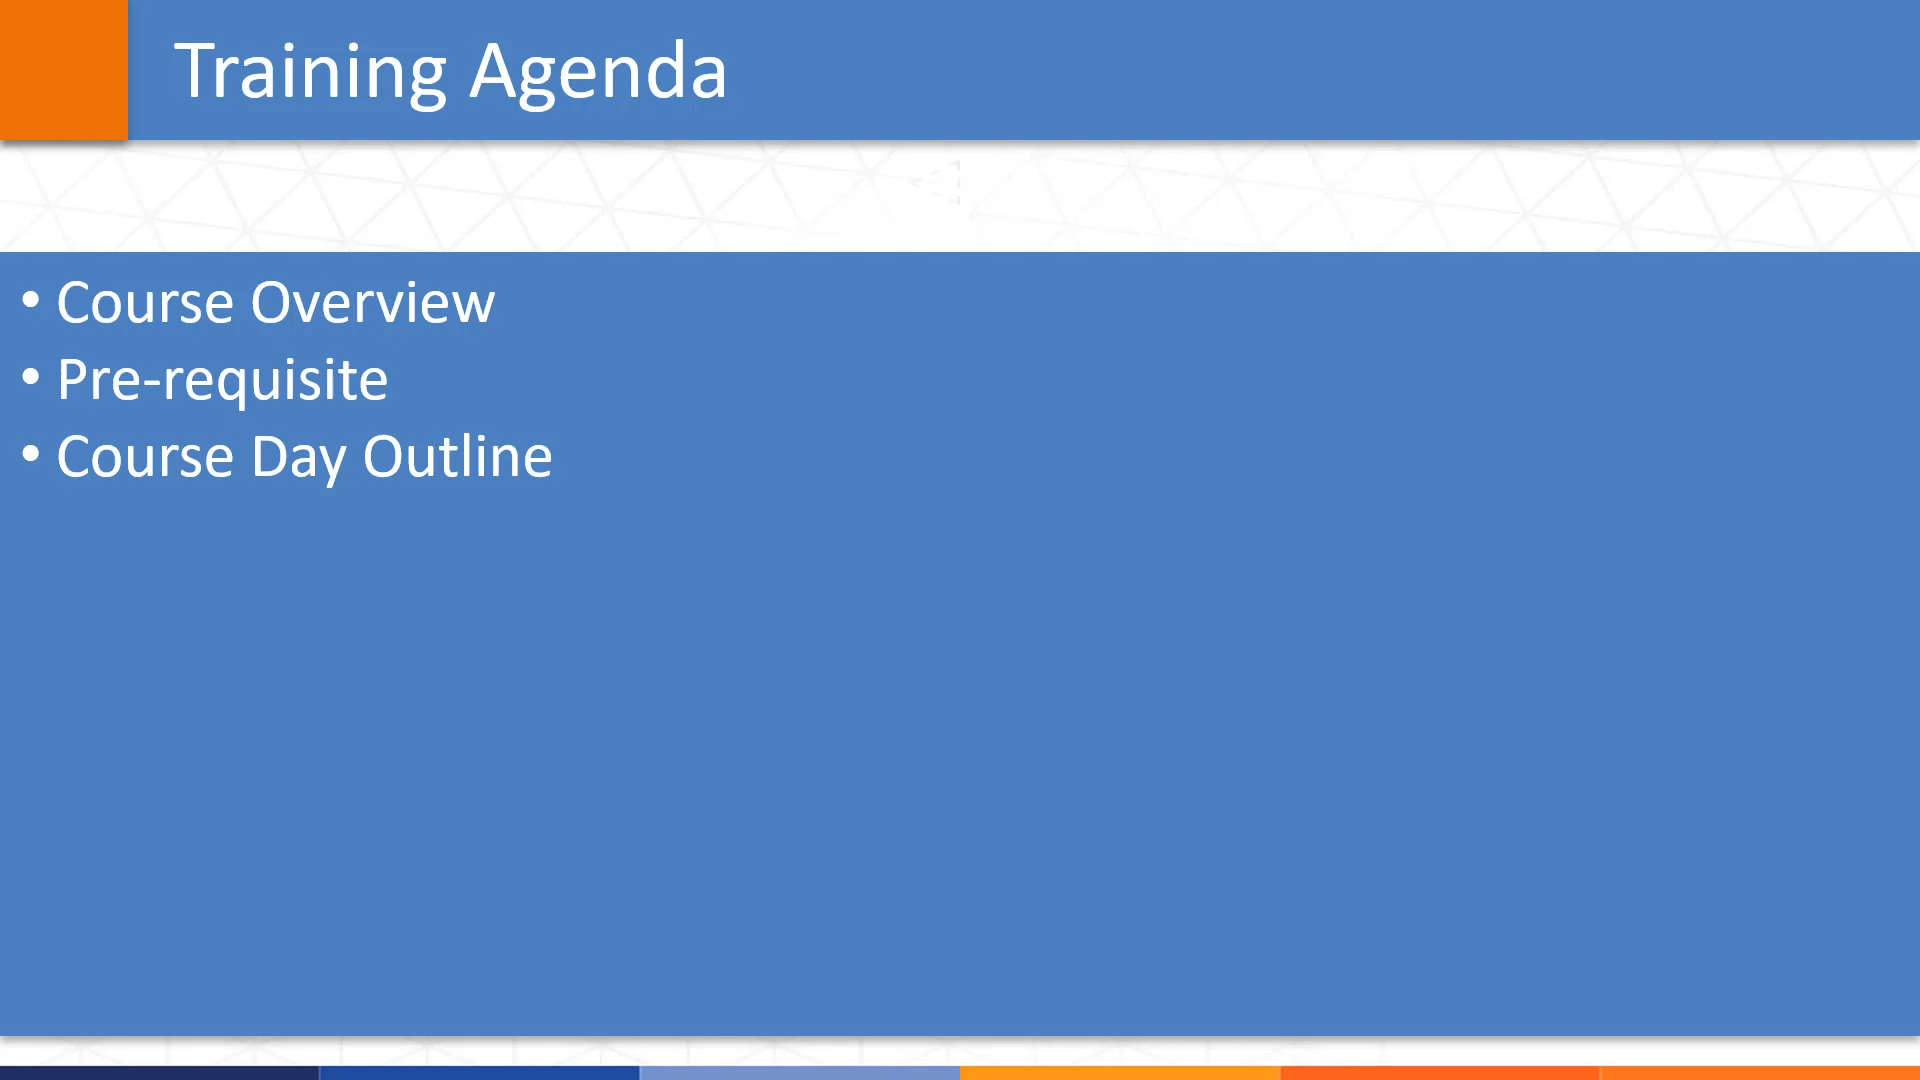 Training Agenda
• Course Overview
• Pre-requisite
• Course Day Outline